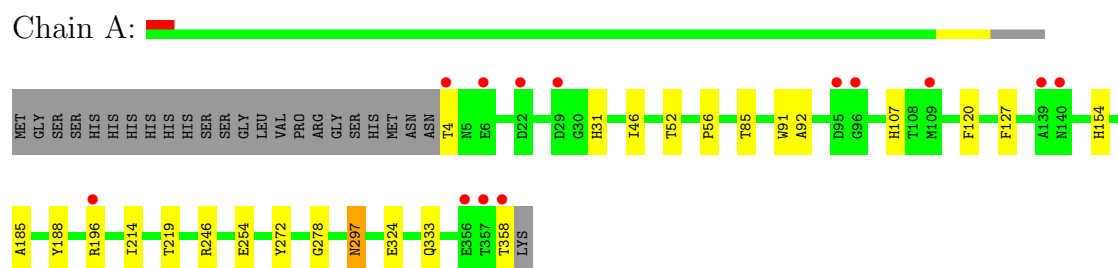 Chain A:
MET GLY SER SER HIS HIS HIS HIS HIS HIS SER SER GLY LEU VAL PRO ARG GLY SER HIS MET ASN ASN T4 N5 E6 D22 D29 G30 H31 I46 T52 P56 T85 W91 A92 D95 G96 H107 T108 M109 F120 F127 A139 N140 H154
A185 Y188 R196 I214 T219 R246 E254 Y272 G278 N297 E324 Q333 E356 T357 T358 LYS